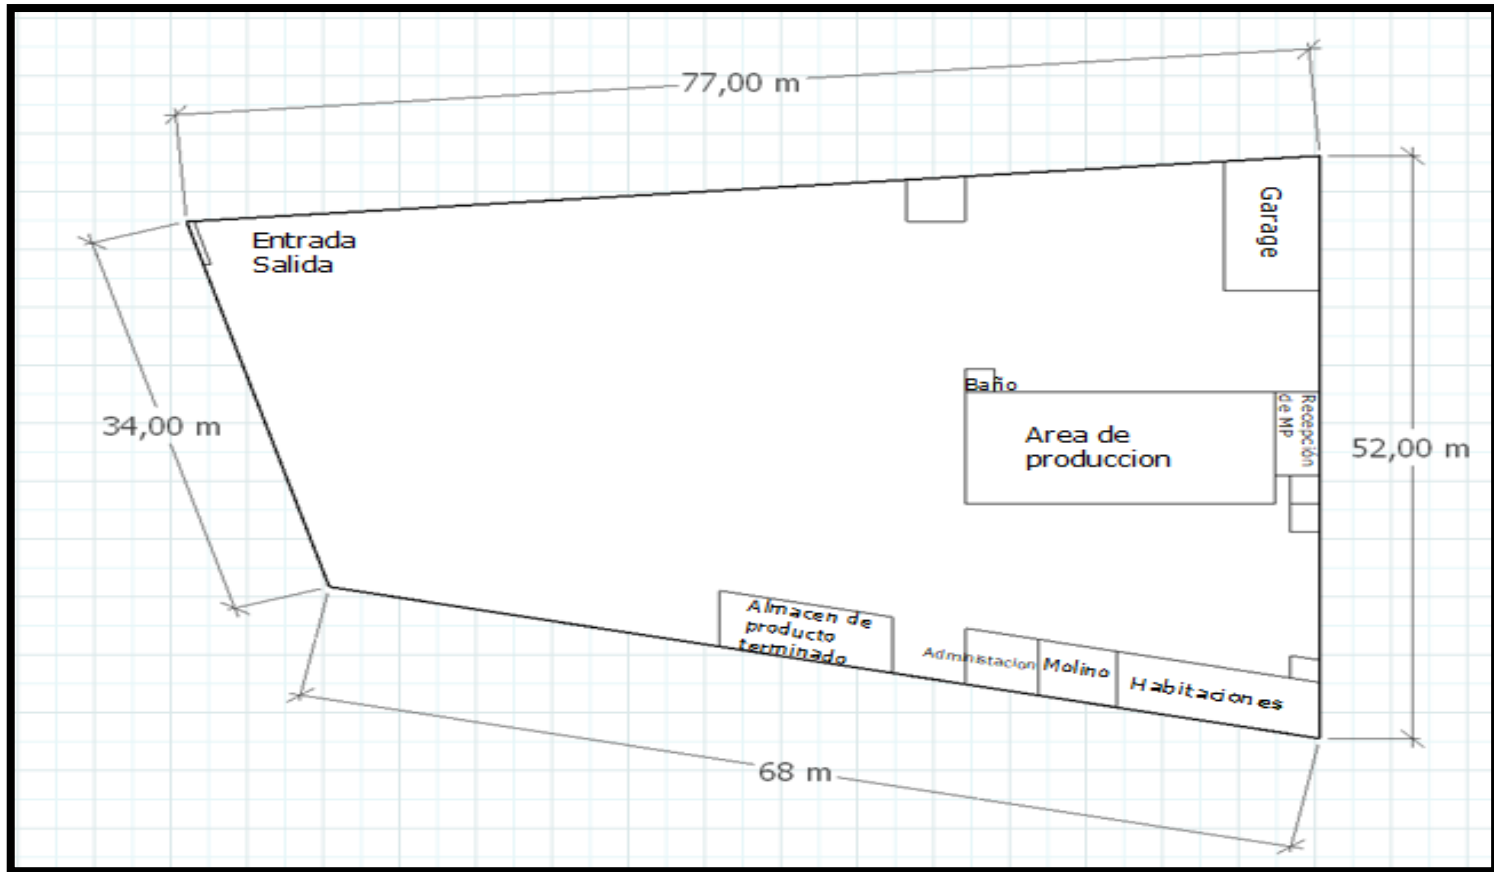 77,00 m
Entrada
Salida
Garage
34,00 m
Baño
Area de
produccion
Recepción
de MP
52,00 m
Almacen de
producto
terminado
Administacion
Molino
Habitaciones
68 m